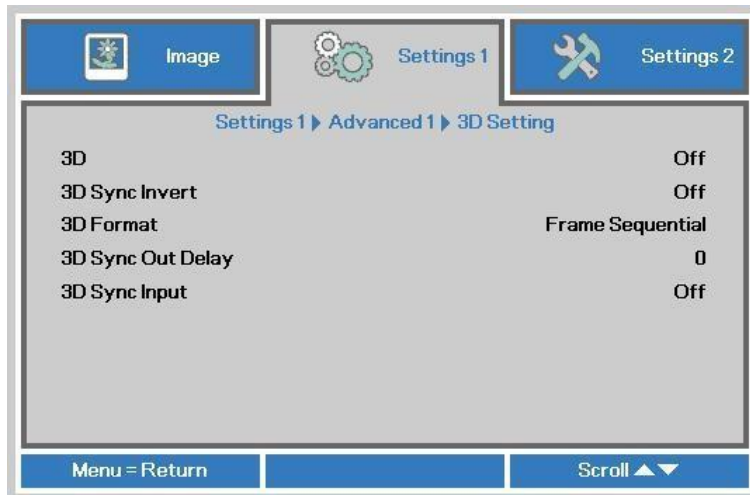 Image Settings 1 Settings 2
Settings 1 ▶ Advanced 1 ▶ 3D Setting
3D Off
3D Sync Invert Off
3D Format Frame Sequential
3D Sync Out Delay 0
3D Sync Input Off
Menu = Return Scroll ▲▼